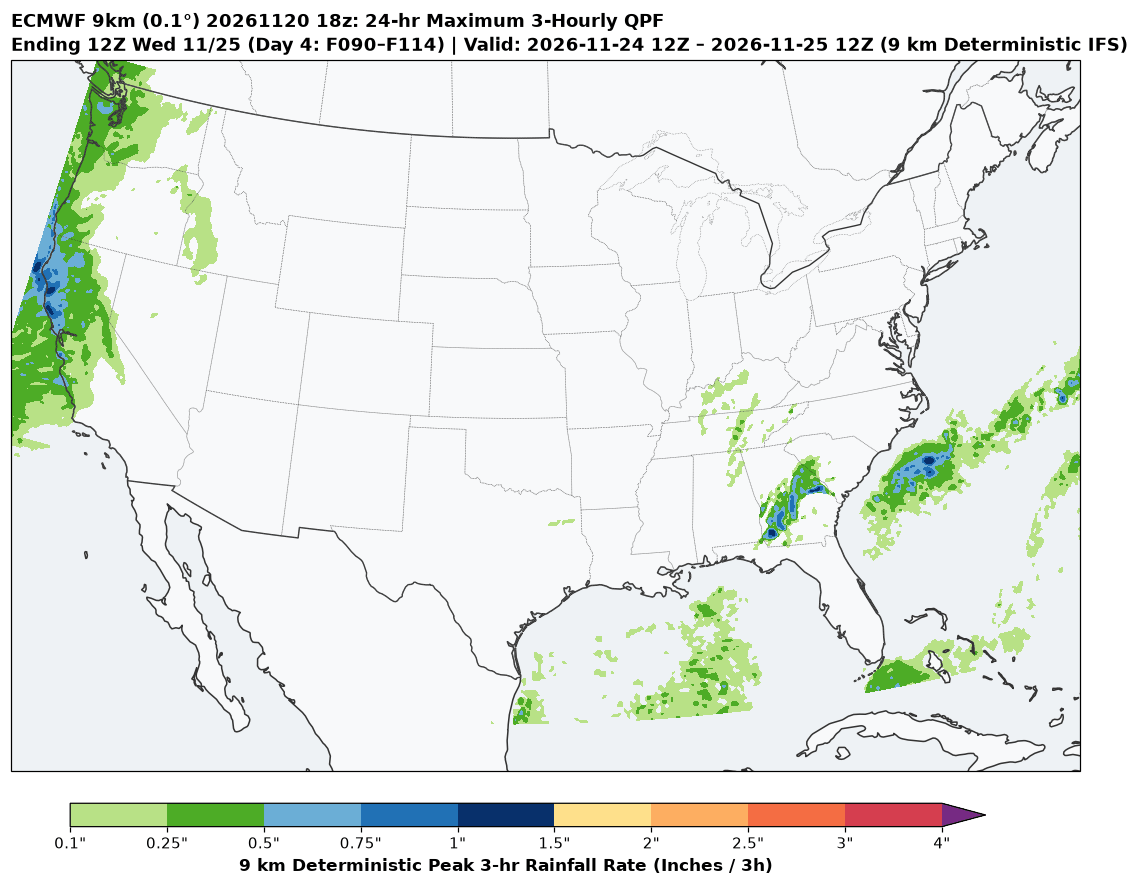 ECMWF 9km (0.1°) 20261120 18z: 24-hr Maximum 3-Hourly QPF
Ending 12Z Wed 11/25 (Day 4: F090–F114) | Valid: 2026-11-24 12Z – 2026-11-25 12Z (9 km Deterministic IFS)
0.1" 0.25" 0.5" 0.75" 1" 1.5" 2" 2.5" 3" 4"
9 km Deterministic Peak 3-hr Rainfall Rate (Inches / 3h)